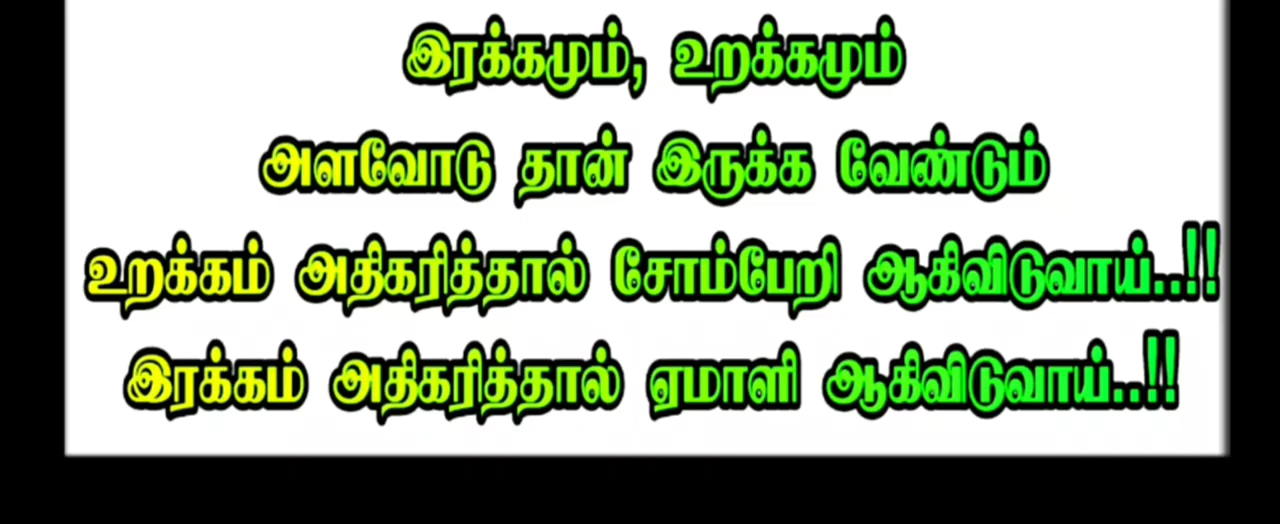 இரக்கமும், உறக்கமும்
அளவோடு தான் இருக்க வேண்டும்
உறக்கம் அதிகரித்தால் சோம்பேறி ஆகிவிடுவாய்..!!
இரக்கம் அதிகரித்தால் ஏமாளி ஆகிவிடுவாய்..!!